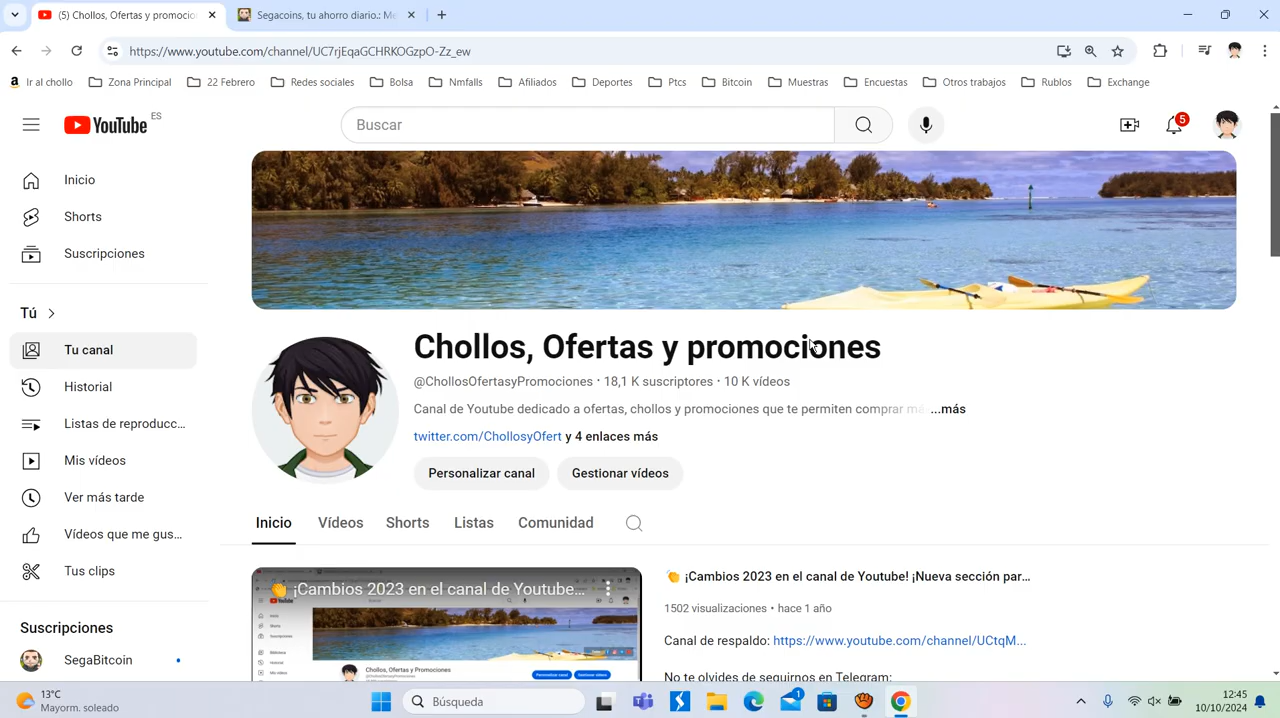 (5) Chollos, Ofertas y promocio
Segacoins, tu ahorro diario.: Me
https://www.youtube.com/channel/UC7rjEqaGCHRKOGzpO-Zz_ew
Ir al chollo
Zona Principal
22 Febrero
Redes sociales
Bolsa
Nmfalls
Afiliados
Deportes
Ptcs
Bitcoin
Muestras
Encuestas
Otros trabajos
Rublos
Exchange
YouTube ES
Buscar
5
Inicio
Shorts
Suscripciones
Tú
Tu canal
Historial
Listas de reproducc...
Mis vídeos
Ver más tarde
Vídeos que me gus...
Tus clips
Suscripciones
SegaBitcoin
Chollos, Ofertas y promociones
@ChollosOfertasyPromociones · 18,1 K suscriptores · 10 K vídeos
Canal de Youtube dedicado a ofertas, chollos y promociones que te permiten comprar má ...más
twitter.com/ChollosyOfert y 4 enlaces más
Personalizar canal
Gestionar vídeos
Inicio
Vídeos
Shorts
Listas
Comunidad
¡Cambios 2023 en el canal de Youtube...
Chollos, Ofertas y Promociones
¡Cambios 2023 en el canal de Youtube! ¡Nueva sección par...
1502 visualizaciones • hace 1 año
Canal de respaldo: https://www.youtube.com/channel/UCtqM...
No te olvides de seguirnos en Telegram:
13°C
Mayorm. soleado
Búsqueda
1
12:45
10/10/2024